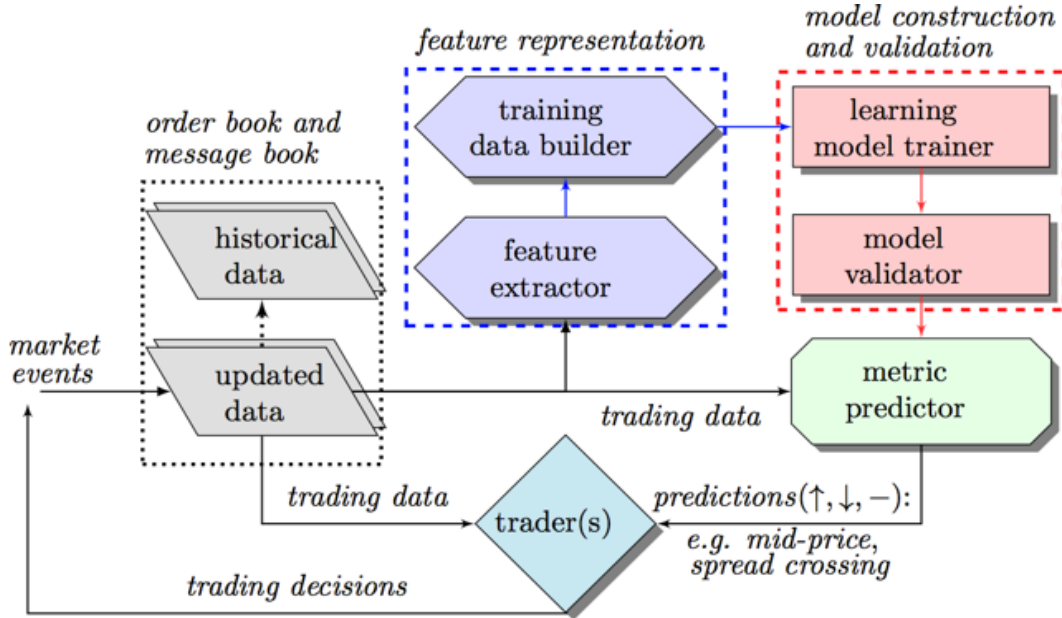 feature representation
model construction
and validation
order book and
message book
training
data builder
learning
model trainer
historical
data
feature
extractor
model
validator
market
events
updated
data
metric
predictor
trading data
trading data
predictions(↑, ↓, −):
trader(s)
e.g. mid-price,
spread crossing
trading decisions